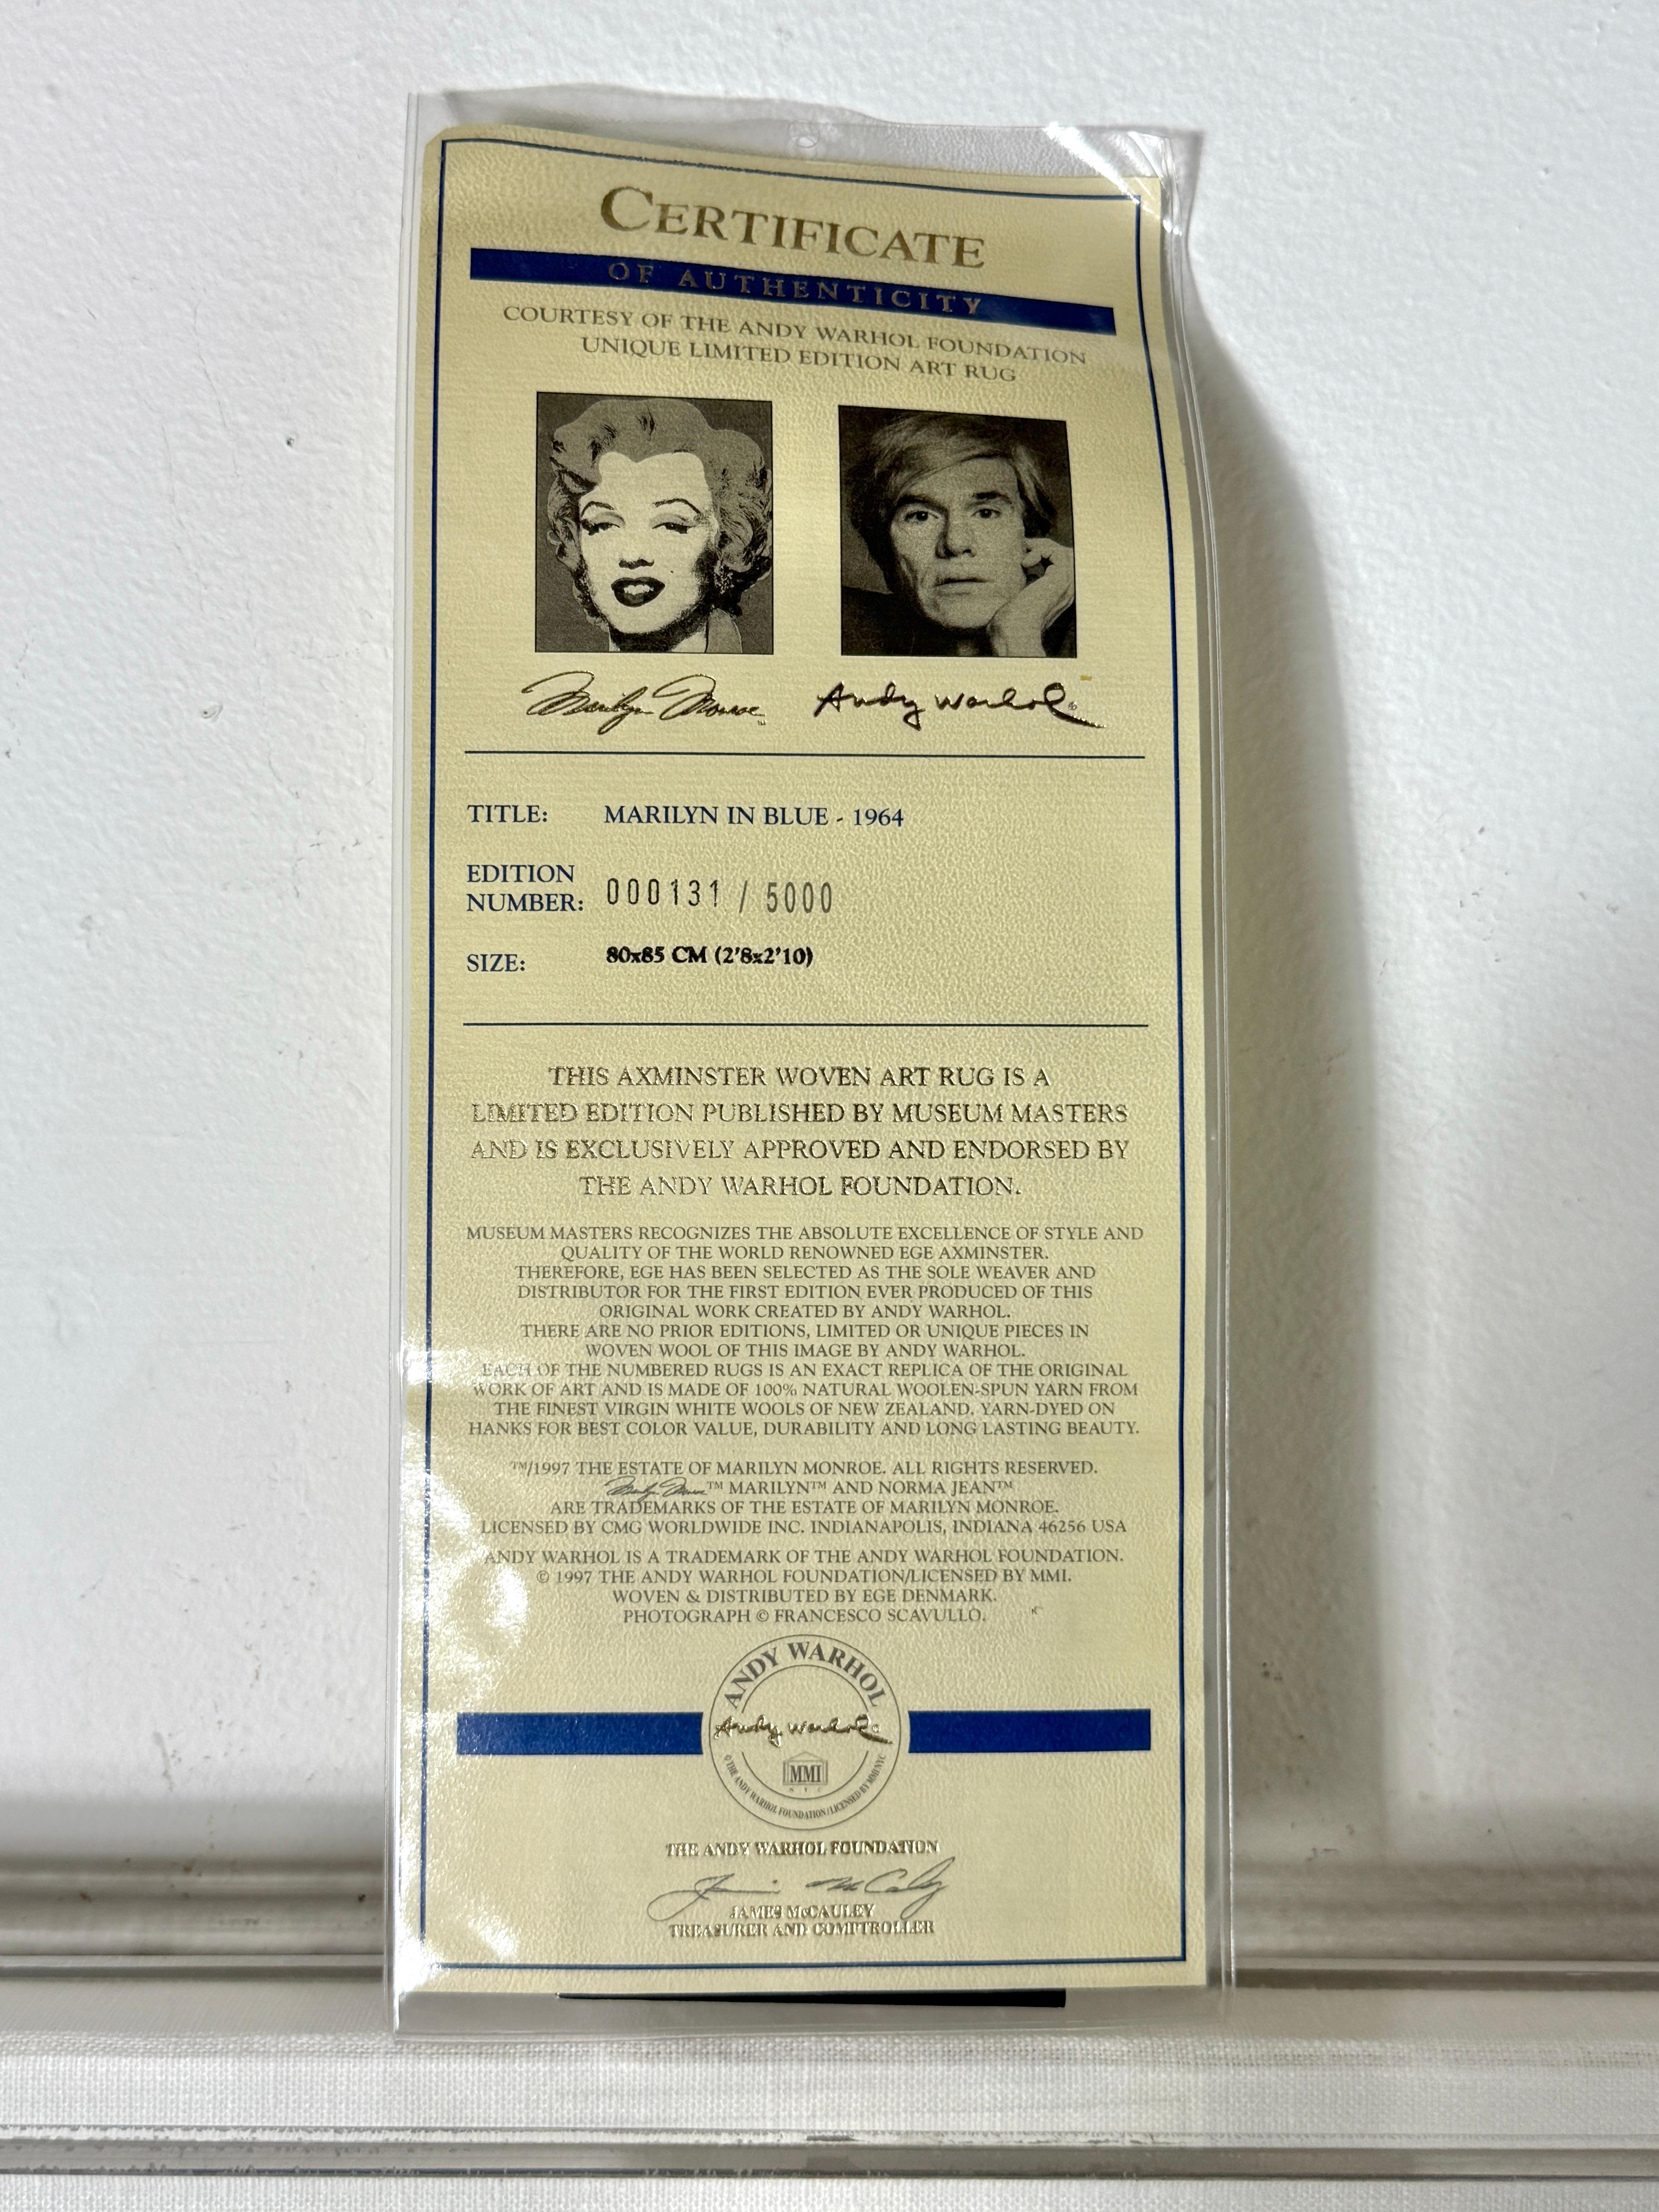 CERTIFICATE
OF AUTHENTICITY
COURTESY OF THE ANDY WARHOL FOUNDATION
UNIQUE LIMITED EDITION ART RUG
Marilyn Monroe
Andy Warhol
TITLE: MARILYN IN BLUE - 1964
EDITION
NUMBER: 000131 / 5000
SIZE: 80x85 CM (2'8x2'10)
THIS AXMINSTER WOVEN ART RUG IS A
LIMITED EDITION PUBLISHED BY MUSEUM MASTERS
AND IS EXCLUSIVELY APPROVED AND ENDORSED BY
THE ANDY WARHOL FOUNDATION.
MUSEUM MASTERS RECOGNIZES THE ABSOLUTE EXCELLENCE OF STYLE AND
QUALITY OF THE WORLD RENOWNED EGE AXMINSTER.
THEREFORE, EGE HAS BEEN SELECTED AS THE SOLE WEAVER AND
DISTRIBUTOR FOR THE FIRST EDITION EVER PRODUCED OF THIS
ORIGINAL WORK CREATED BY ANDY WARHOL.
THERE ARE NO PRIOR EDITIONS, LIMITED OR UNIQUE PIECES IN
WOVEN WOOL OF THIS IMAGE BY ANDY WARHOL.
EACH OF THE NUMBERED RUGS IS AN EXACT REPLICA OF THE ORIGINAL
WORK OF ART AND IS MADE OF 100% NATURAL WOOLEN-SPUN YARN FROM
THE FINEST VIRGIN WHITE WOOLS OF NEW ZEALAND. YARN-DYED ON
HANKS FOR BEST COLOR VALUE, DURABILITY AND LONG LASTING BEAUTY.
™/1997 THE ESTATE OF MARILYN MONROE. ALL RIGHTS RESERVED.
Marilyn Monroe™ MARILYN™ AND NORMA JEAN™
ARE TRADEMARKS OF THE ESTATE OF MARILYN MONROE.
LICENSED BY CMG WORLDWIDE INC. INDIANAPOLIS, INDIANA 46256 USA
ANDY WARHOL IS A TRADEMARK OF THE ANDY WARHOL FOUNDATION.
© 1997 THE ANDY WARHOL FOUNDATION/LICENSED BY MMI.
WOVEN & DISTRIBUTED BY EGE DENMARK.
PHOTOGRAPH © FRANCESCO SCAVULLO.
ANDY WARHOL
Andy Warhol ©
MMI
NYC
© THE ANDY WARHOL FOUNDATION/LICENSED BY MMI NYC
THE ANDY WARHOL FOUNDATION
JAMES McCAULEY
TREASURER AND COMPTROLLER